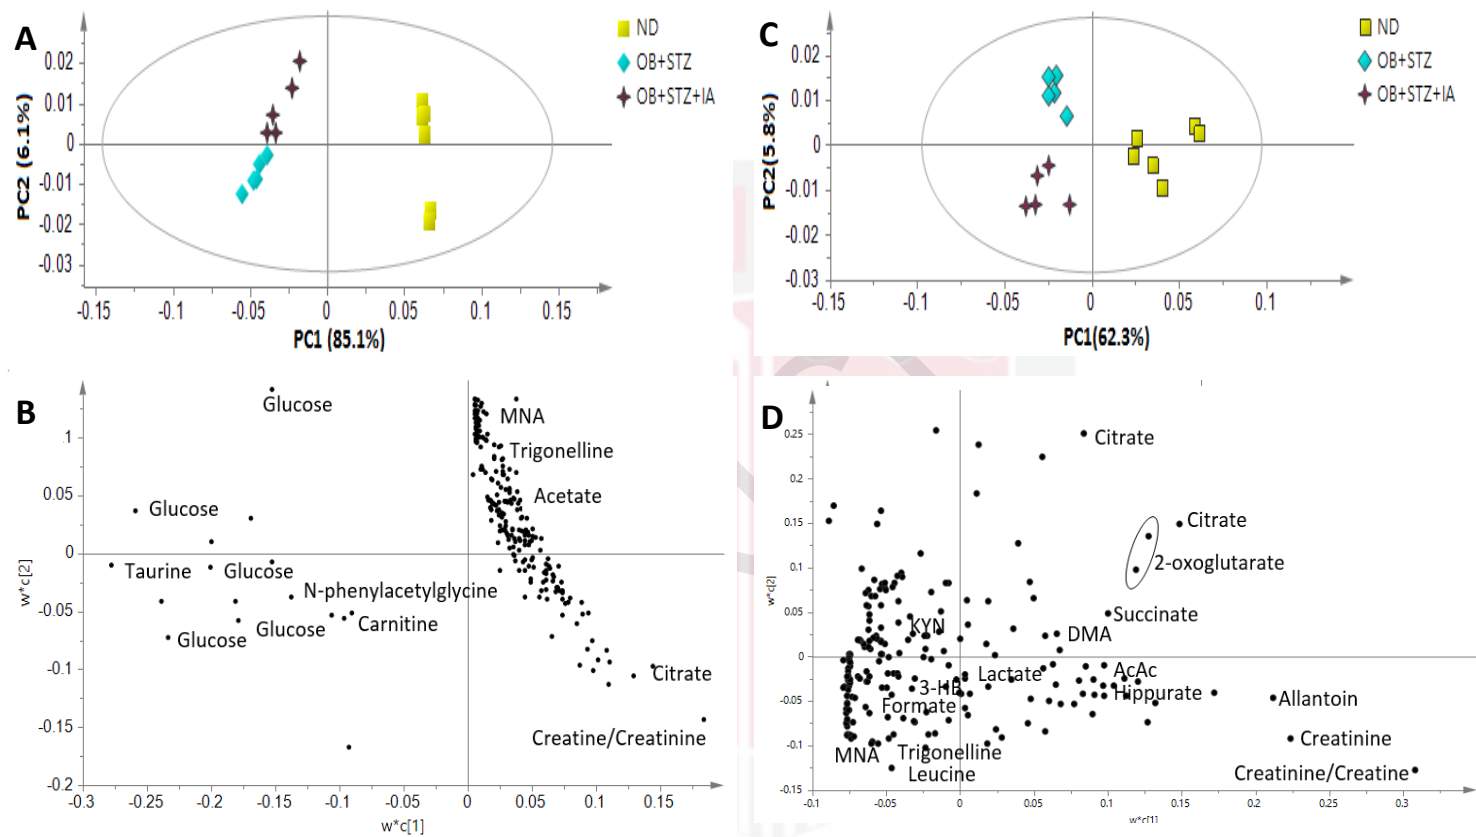 A
PC2 (6.1%)
0.02
0.01
0
-0.01
-0.02
-0.03
-0.15
-0.05
0
0.05
0.15
PC1 (85.1%)
ND
OB+STZ
OB+STZ+IA
C
PC2(5.8%)
0.02
0.01
0
-0.01
-0.02
-0.03
-0.15
-0.1
-0.05
0
0.05
0.1
PC1(62.3%)
ND
OB+STZ
OB+STZ+IA
B
w*c[2]
1
0.05
0
-0.05
-0.1
-0.15
-0.2
-0.3
-0.25
-0.2
-0.15
-0.1
-0.05
0
0.05
0.1
0.15
w*c[1]
Glucose
MNA
Trigonelline
Acetate
Glucose
Taurine
Glucose
N-phenylacetylglycine
Glucose
Glucose
Carnitine
Citrate
Creatine/Creatinine
D
w*c[2]
0.25
0.2
0.15
0.1
0.05
0
-0.05
-0.1
-0.15
-0.1
-0.05
0
0.05
0.1
0.15
0.2
0.25
0.3
w*c[1]
Citrate
Citrate
2-oxoglutarate
Succinate
KYN
DMA
Lactate
AcAc
3-HB
Hippurate
Formate
Allantoin
MNA
Trigonelline
Leucine
Creatinine
Creatinine/Creatine